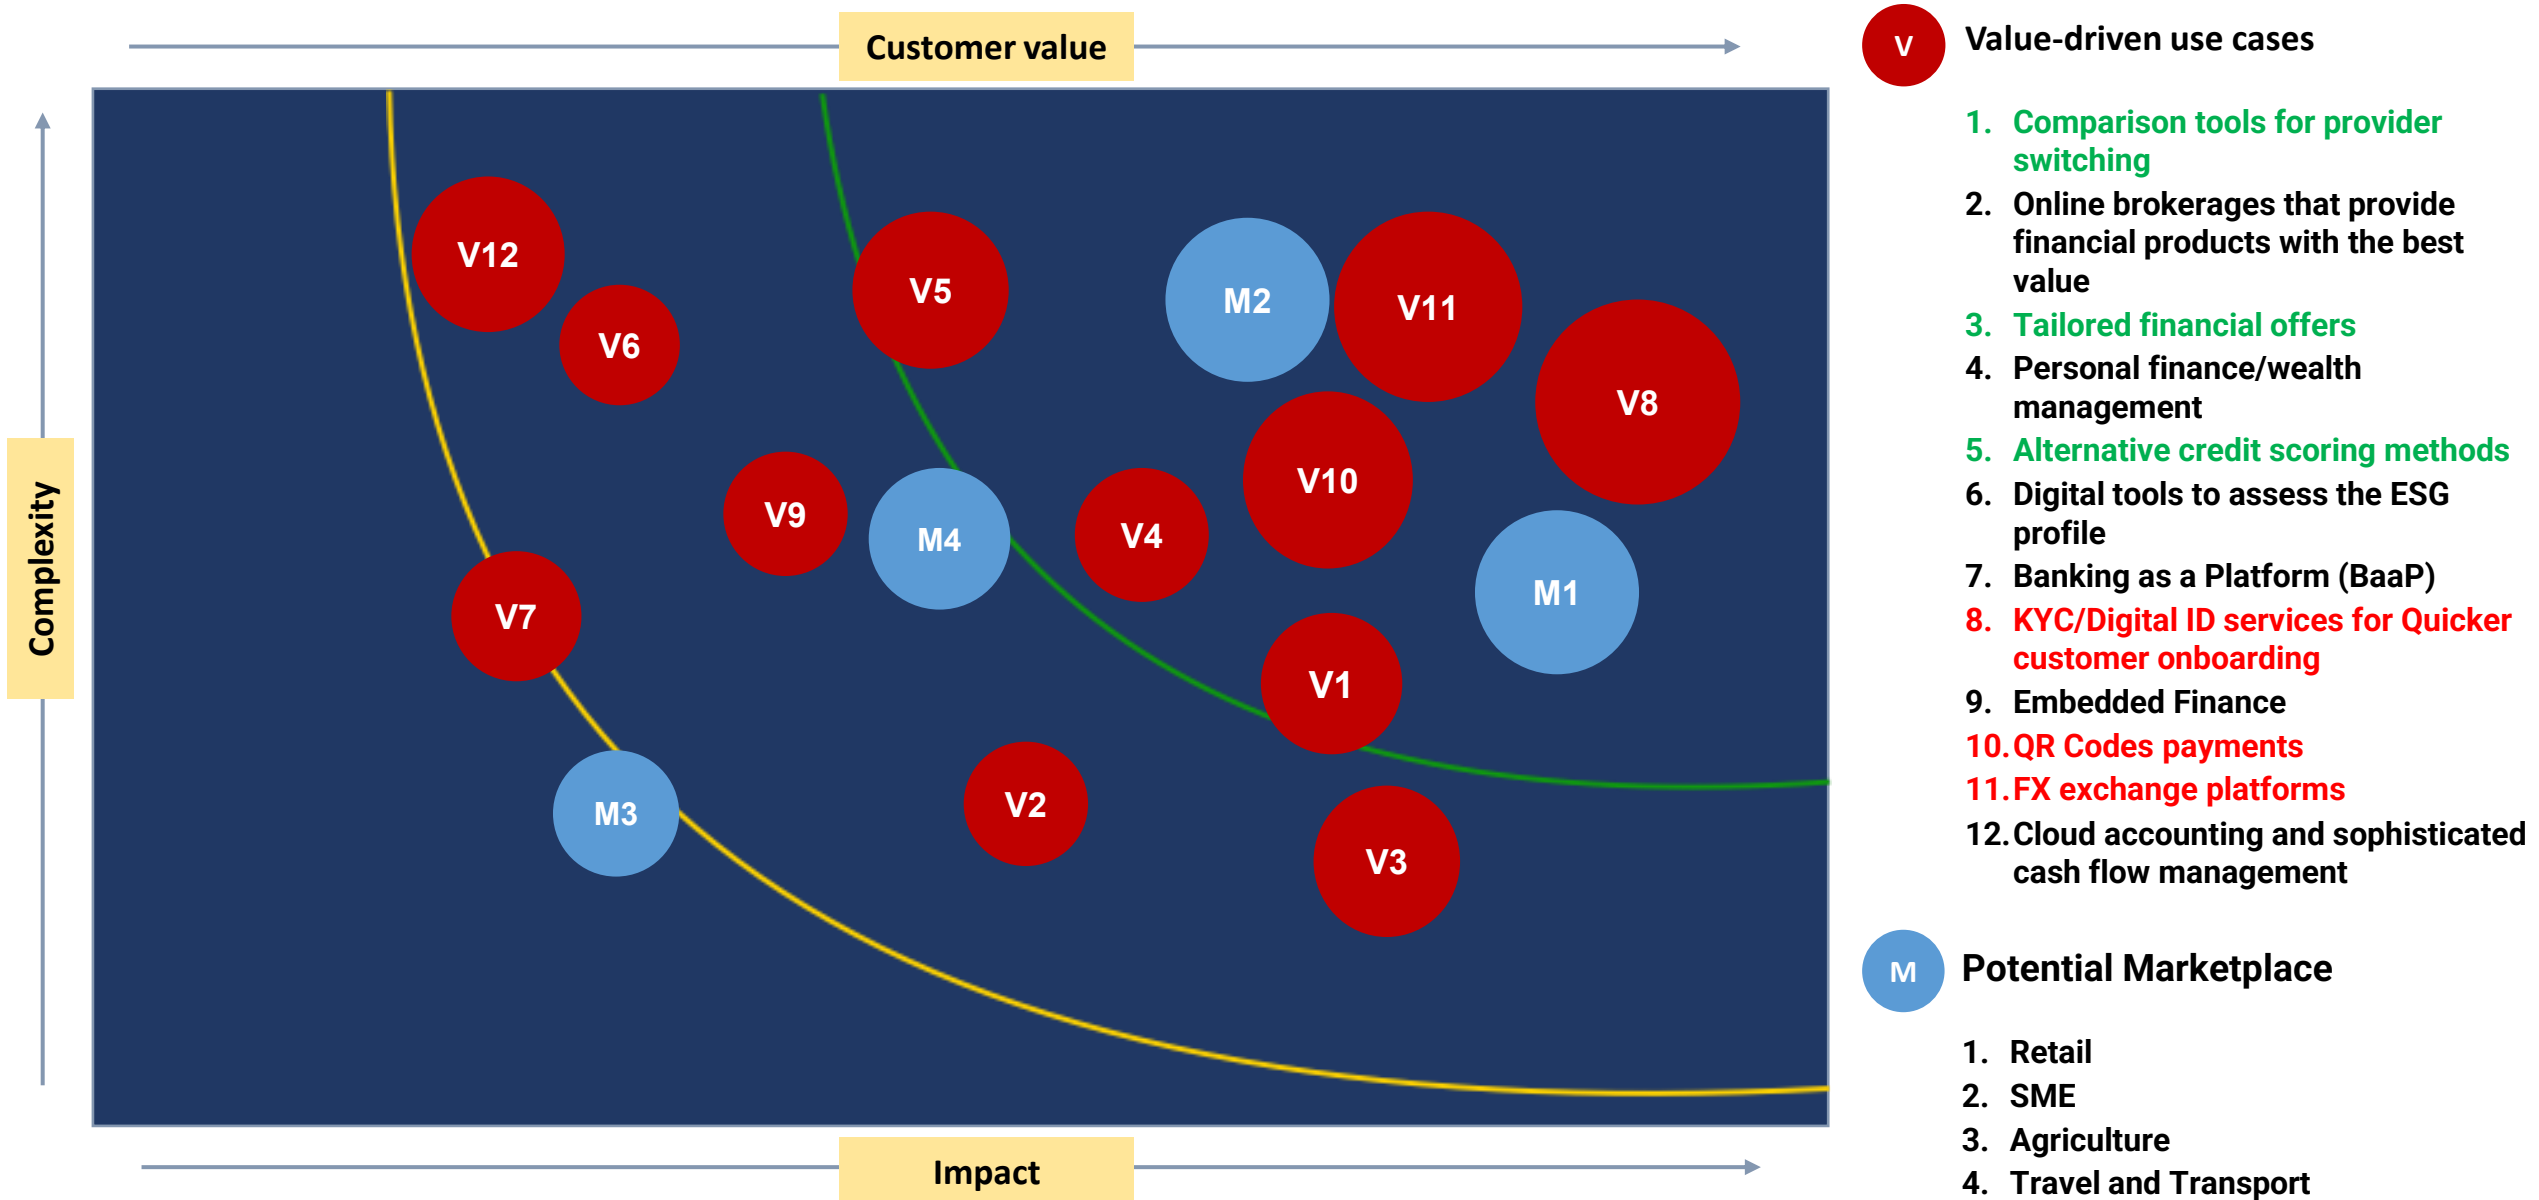 Customer value
V
Value-driven use cases
1. Comparison tools for provider
switching
2. Online brokerages that provide
financial products with the best
value
3. Tailored financial offers
4. Personal finance/wealth
management
5. Alternative credit scoring methods
6. Digital tools to assess the ESG
profile
7. Banking as a Platform (BaaP)
8. KYC/Digital ID services for Quicker
customer onboarding
9. Embedded Finance
10. QR Codes payments
11. FX exchange platforms
12. Cloud accounting and sophisticated
cash flow management
M
Potential Marketplace
1. Retail
2. SME
3. Agriculture
4. Travel and Transport
Complexity
V12
V6
V5
M2
V11
V8
V9
M4
V4
V10
M1
V7
V1
M3
V2
V3
Impact